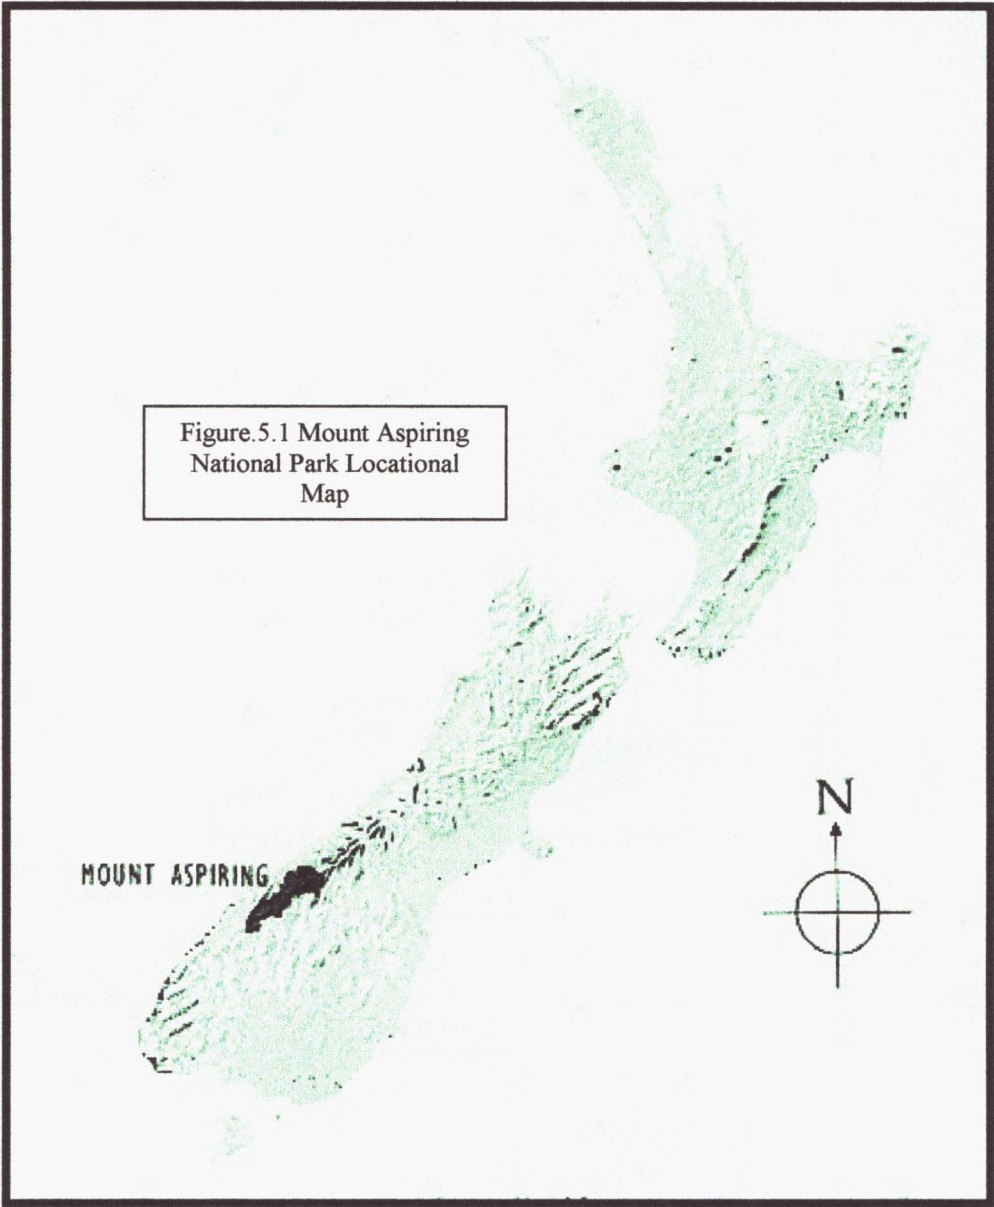 Figure.5.1 Mount Aspiring
National Park Locational
Map
N
MOUNT ASPIRING